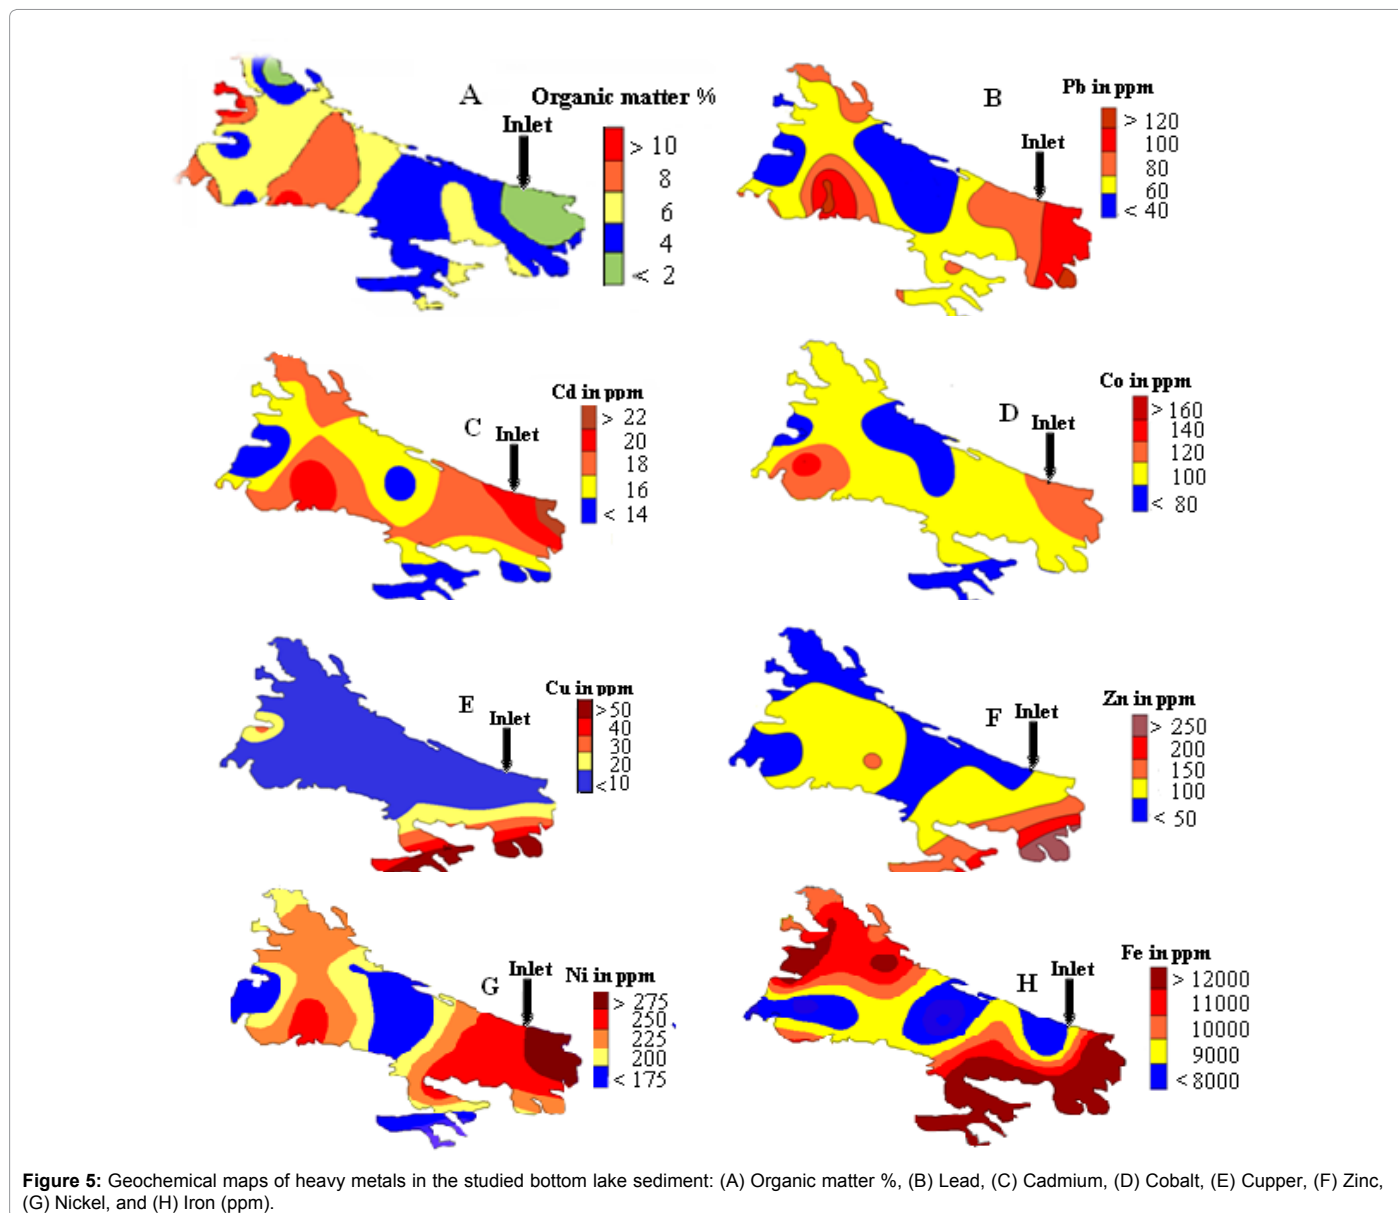 A
Organic matter %
Inlet
> 10
8
6
4
< 2
B
Pb in ppm
Inlet
> 120
100
80
60
< 40
C
Cd in ppm
Inlet
> 22
20
18
16
< 14
D
Co in ppm
Inlet
> 160
140
120
100
< 80
E
Cu in ppm
Inlet
>50
40
30
20
<10
F
Zn in ppm
Inlet
> 250
200
150
100
< 50
G
Ni in ppm
Inlet
> 275
250
225
200
< 175
H
Fe in ppm
Inlet
> 12000
11000
10000
9000
<8000
Figure 5: Geochemical maps of heavy metals in the studied bottom lake sediment: (A) Organic matter %, (B) Lead, (C) Cadmium, (D) Cobalt, (E) Cupper, (F) Zinc,
(G) Nickel, and (H) Iron (ppm).